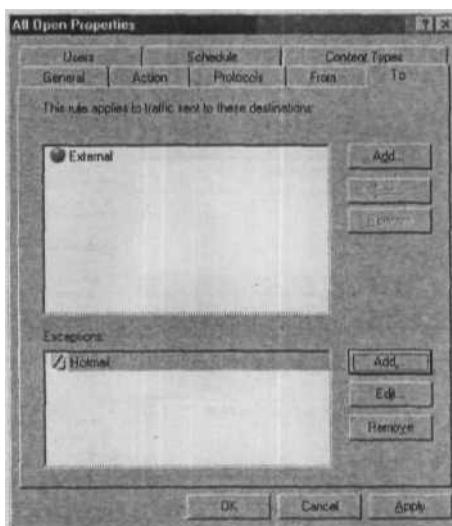 All Open Properties
Users Schedule Content Types
General Action Protocols From To
This rule applies to traffic sent to these destinations:
External
Add...
Exceptions:
Hotmail
Add...
Edit...
Remove
OK Cancel Apply